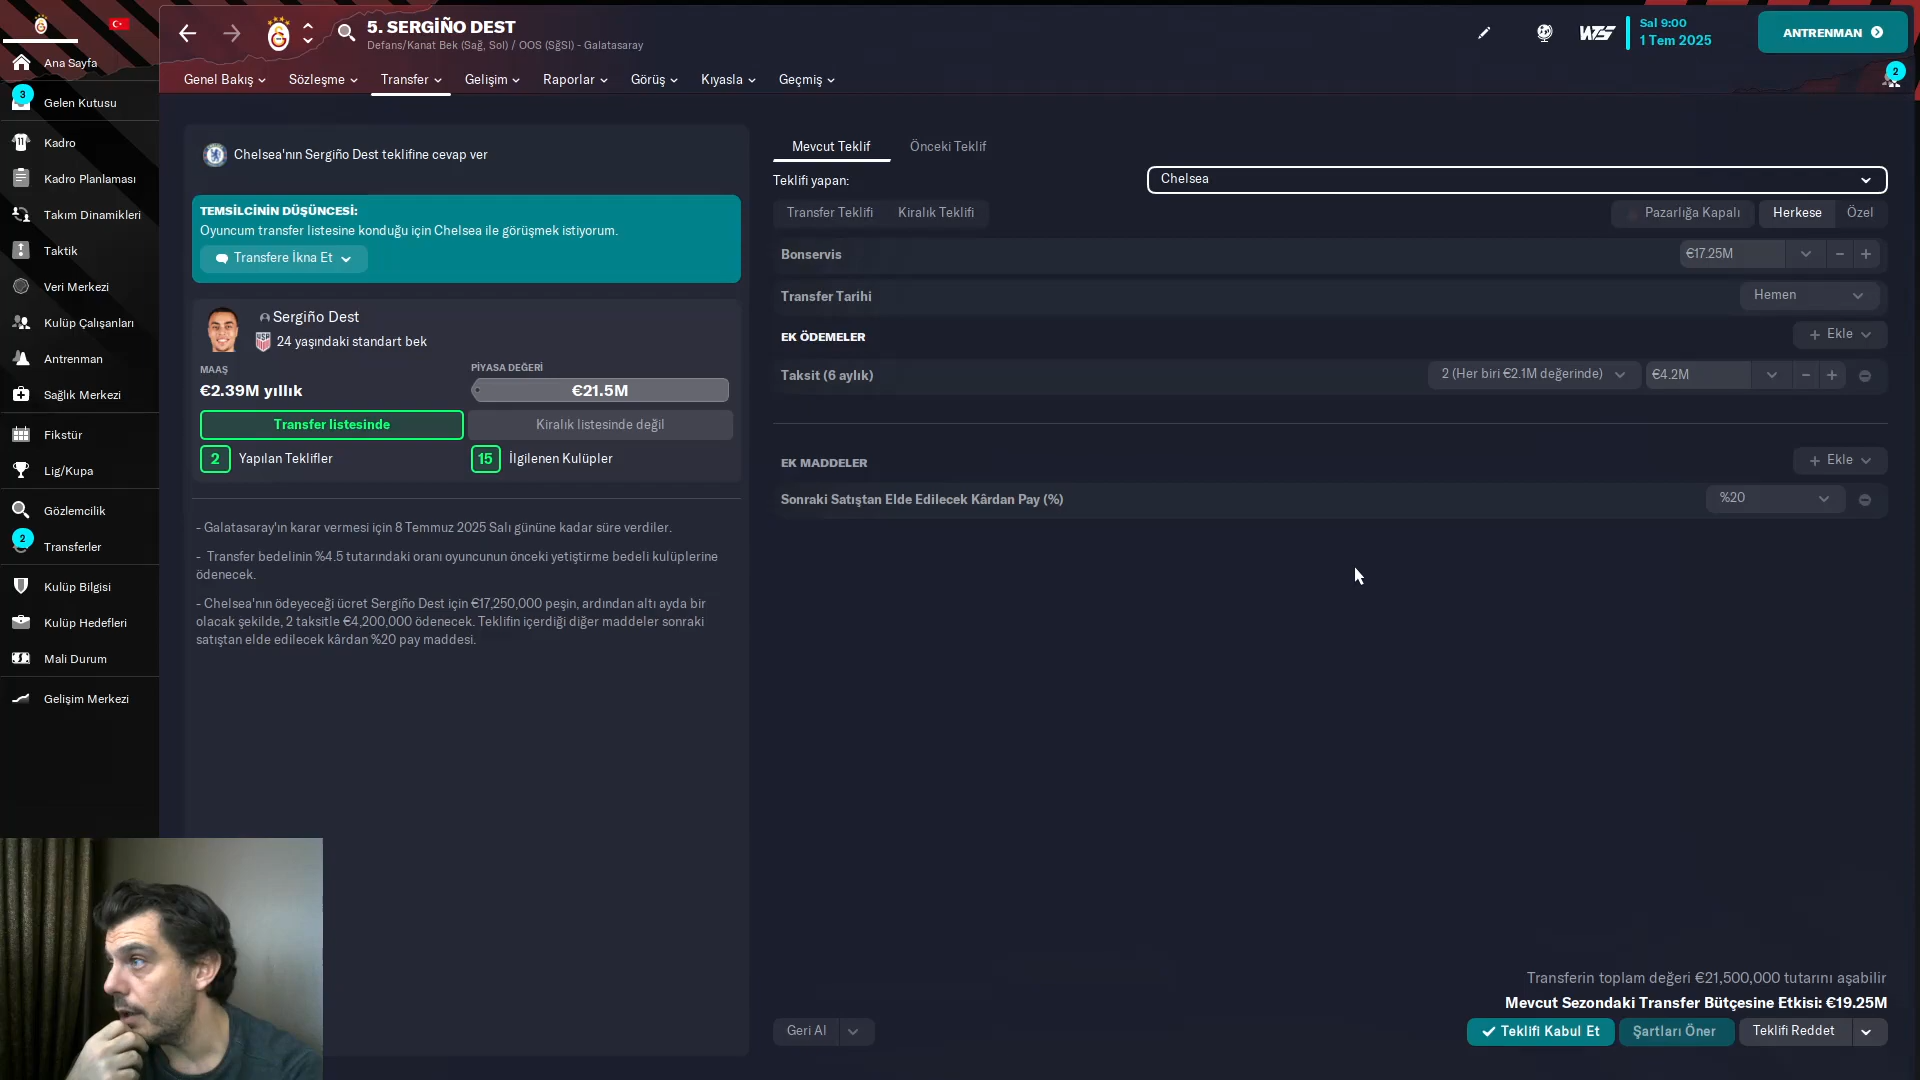 5. SERGIÑO DEST
Defans/Kanat Bek (Sağ, Sol) / OOS (SğSl) - Galatasaray
Sal 9:00
1 Tem 2025
ANTRENMAN
Genel Bakış
Sözleşme
Transfer
Gelişim
Raporlar
Görüş
Kıyasla
Geçmiş
2
Ana Sayfa
3
Gelen Kutusu
Kadro
Kadro Planlaması
Takım Dinamikleri
Taktik
Veri Merkezi
Kulüp Çalışanları
Antrenman
Sağlık Merkezi
Fikstür
Lig/Kupa
Gözlemcilik
2
Transferler
Kulüp Bilgisi
Kulüp Hedefleri
Mali Durum
Gelişim Merkezi
Chelsea'nın Sergiño Dest teklifine cevap ver
TEMSİLCİNİN DÜŞÜNCESİ:
Oyuncum transfer listesine konduğu için Chelsea ile görüşmek istiyorum.
Transfere İkna Et
Sergiño Dest
24 yaşındaki standart bek
MAAŞ
€2.39M yıllık
PİYASA DEĞERİ
€21.5M
Transfer listesinde
Kiralık listesinde değil
2 Yapılan Teklifler
15 İlgilenen Kulüpler
- Galatasaray'ın karar vermesi için 8 Temmuz 2025 Salı gününe kadar süre verdiler.
- Transfer bedelinin %4.5 tutarındaki oranı oyuncunun önceki yetiştirme bedeli kulüplerine
ödenecek.
- Chelsea'nın ödeyeceği ücret Sergiño Dest için €17,250,000 peşin, ardından altı ayda bir
olacak şekilde, 2 taksitle €4,200,000 ödenecek. Teklifin içerdiği diğer maddeler sonraki
satıştan elde edilecek kârdan %20 pay maddesi.
Mevcut Teklif
Önceki Teklif
Teklifi yapan:
Chelsea
Transfer Teklifi
Kiralık Teklifi
Pazarlığa Kapalı
Herkese
Özel
Bonservis
€17.25M
Transfer Tarihi
Hemen
EK ÖDEMELER
+ Ekle
Taksit (6 aylık)
2 (Her biri €2.1M değerinde)
€4.2M
EK MADDELER
+ Ekle
Sonraki Satıştan Elde Edilecek Kârdan Pay (%)
%20
Transferin toplam değeri €21,500,000 tutarını aşabilir
Mevcut Sezondaki Transfer Bütçesine Etkisi: €19.25M
Geri Al
Teklifi Kabul Et
Şartları Öner
Teklifi Reddet